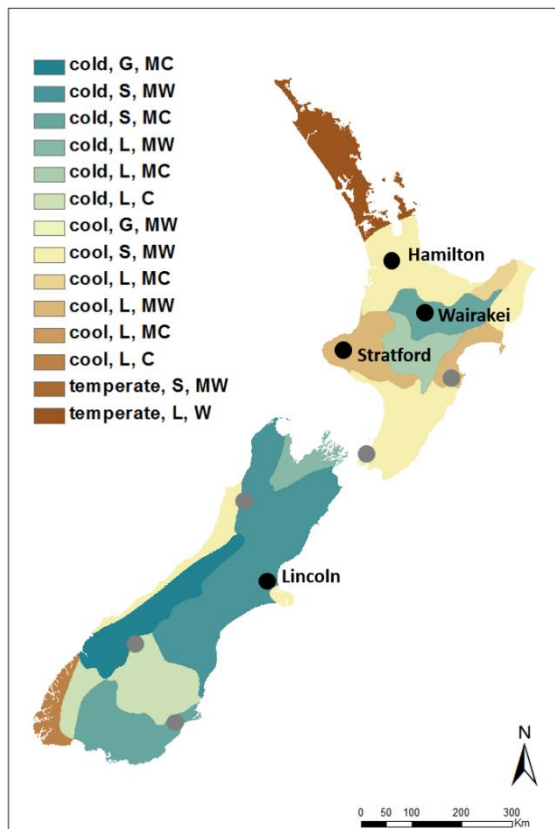 cold, G, MC
cold, S, MW
cold, S, MC
cold, L, MW
cold, L, MC
cold, L, C
cool, G, MW
cool, S, MW
cool, L, MC
cool, L, MW
cool, L, MC
cool, L, C
temperate, S, MW
temperate, L, W
Hamilton
Wairakei
Stratford
Lincoln
N
0 50 100 200 300
Km